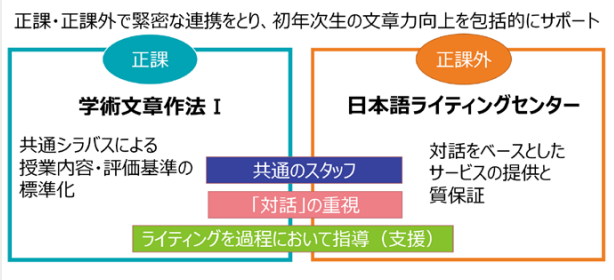 正課・正課外で緊密な連携をとり、初年次生の文章力向上を包括的にサポート
正課
学術文章作法Ⅰ
共通シラバスによる
授業内容・評価基準の
標準化
正課外
日本語ライティングセンター
対話をベースとした
サービスの提供と
質保証
共通のスタッフ
「対話」の重視
ライティングを過程において指導（支援）